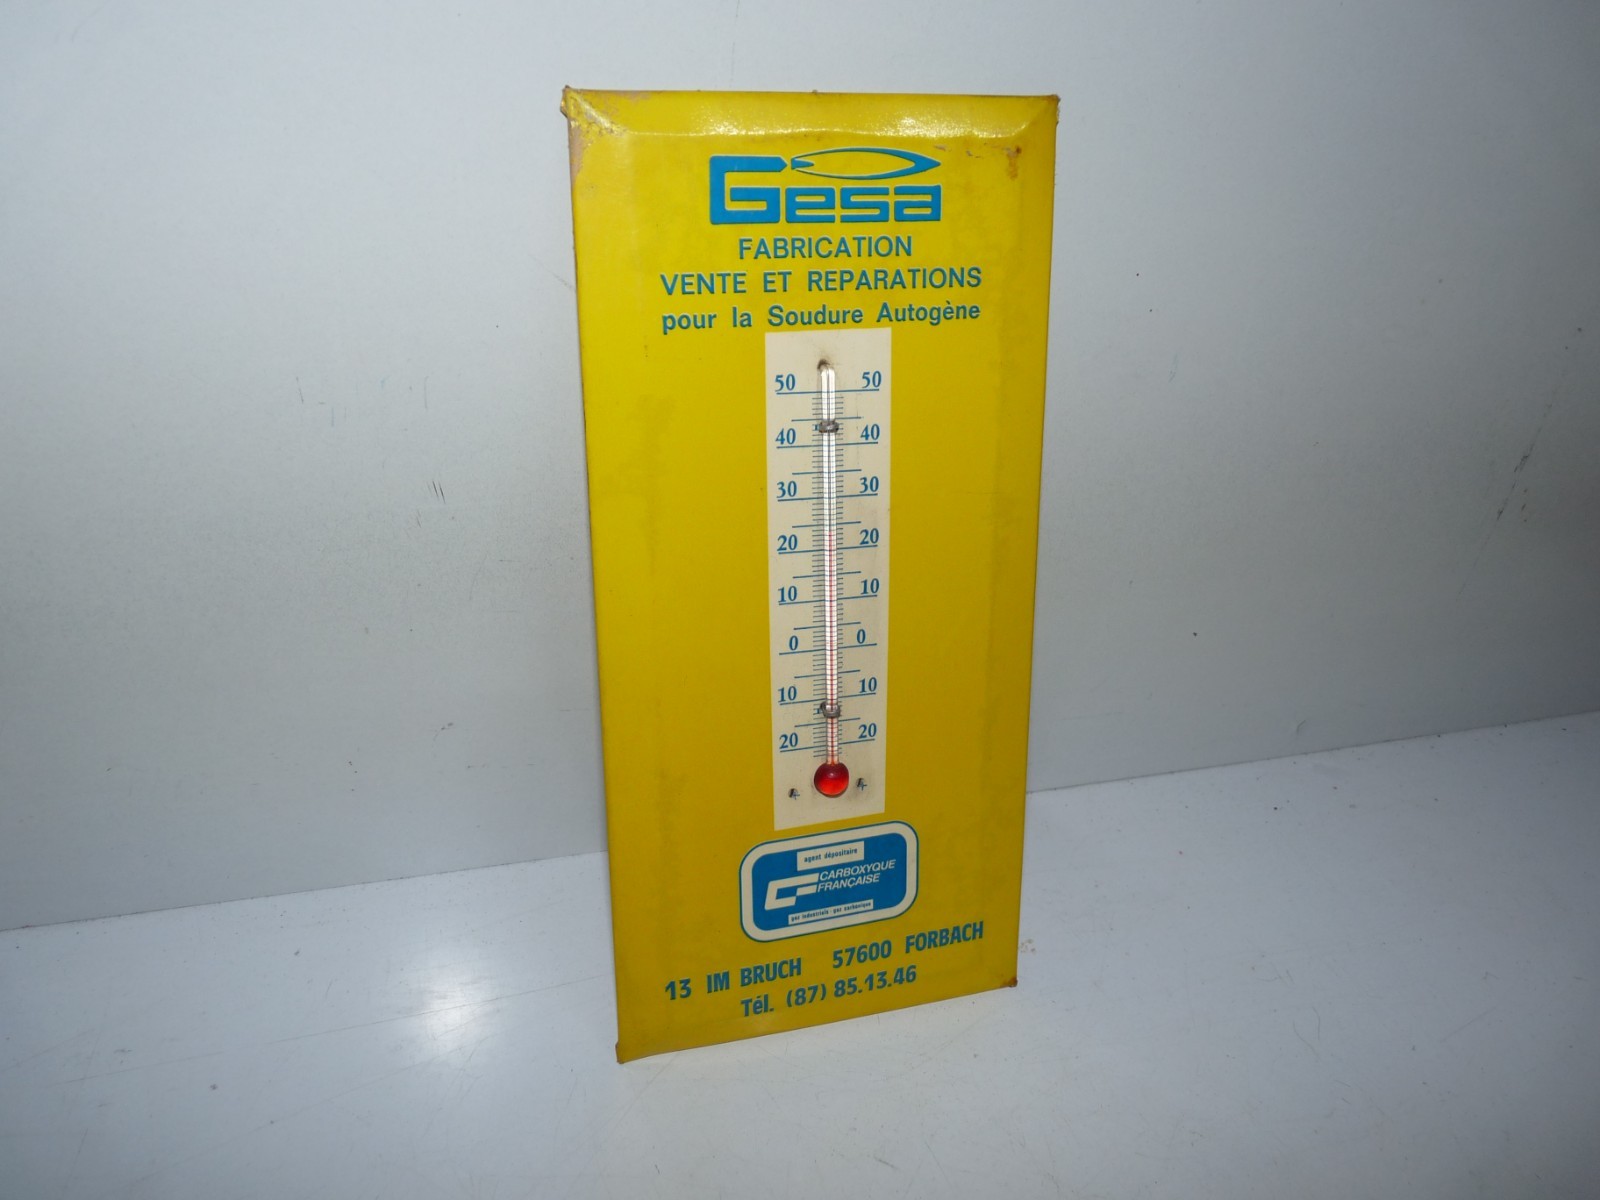 Gesa
FABRICATION
VENTE ET REPARATIONS
pour la Soudure Autogène
50 50
40 40
30 30
20 20
10 10
0 0
10 10
20 20
agent dépositaire
CF CARBOXYQUE
FRANÇAISE
gaz industriels - gaz carbonique
13 IM BRUCH 57600 FORBACH
Tél. (87) 85.13.46